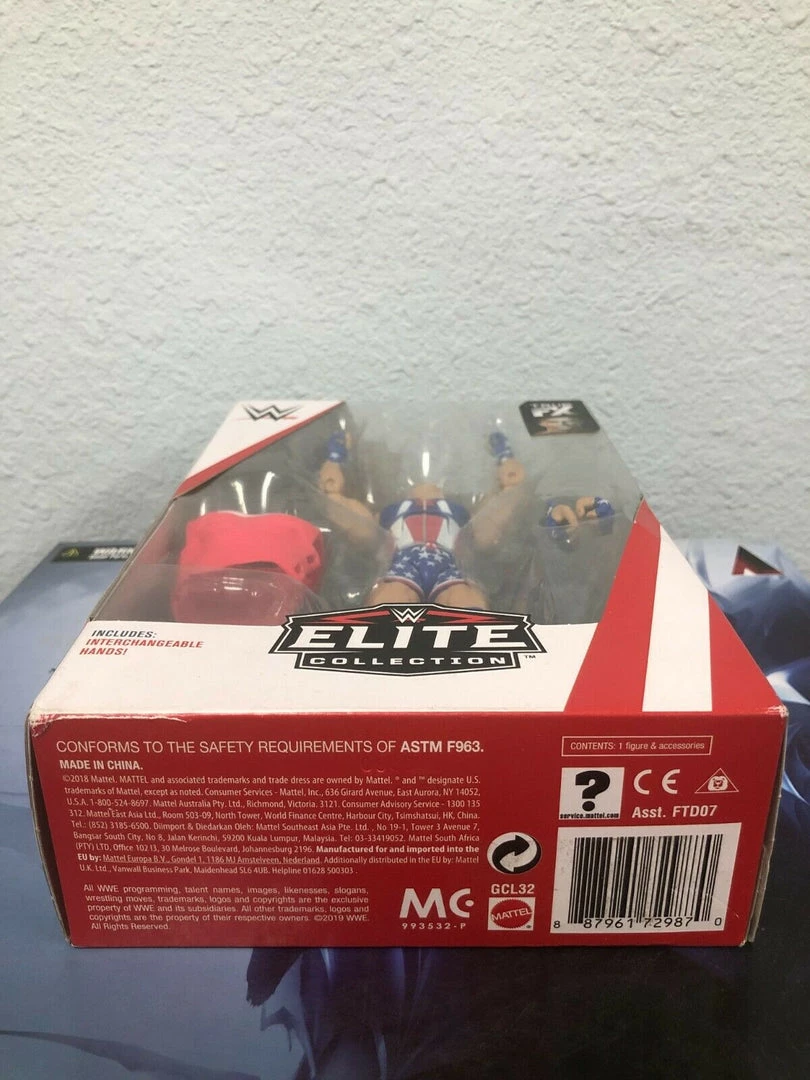 FX
W
INCLUDES:
INTERCHANGEABLE
HANDS!
W
ELITE
COLLECTION ™
CONFORMS TO THE SAFETY REQUIREMENTS OF ASTM F963.
MADE IN CHINA.
©2018 Mattel. MATTEL and associated trademarks and trade dress are owned by Mattel. ® and ™ designate U.S.
trademarks of Mattel, except as noted. Consumer Services - Mattel, Inc., 636 Girard Avenue, East Aurora, NY 14052,
U.S.A. 1-800-524-8697. Mattel Australia Pty. Ltd., Richmond, Victoria. 3121. Consumer Advisory Service - 1300 135
312. Mattel East Asia Ltd., Room 503-09, North Tower, World Finance Centre, Harbour City, Tsimshatsui, HK, China.
Tel.: (852) 3185-6500. Diimport & Diedarkan Oleh: Mattel Southeast Asia Pte. Ltd., No 19-1, Tower 3 Avenue 7,
Bangsar South City, No 8, Jalan Kerinchi, 59200 Kuala Lumpur, Malaysia. Tel: 03-33419052. Mattel South Africa
(PTY) LTD, Office 102 I3, 30 Melrose Boulevard, Johannesburg 2196. Manufactured for and imported into the
EU by: Mattel Europa B.V., Gondel 1, 1186 MJ Amstelveen, Nederland. Additionally distributed in the EU by: Mattel
U.K. Ltd., Vanwall Business Park, Maidenhead SL6 4UB. Helpline 01628 500303.
All WWE programming, talent names, images, likenesses, slogans,
wrestling moves, trademarks, logos and copyrights are the exclusive
property of WWE and its subsidiaries. All other trademarks, logos and
copyrights are the property of their respective owners. ©2019 WWE.
All Rights Reserved.
MC
993532-P
GCL32
MATTEL
CONTENTS: 1 figure & accessories
?
service.mattel.com
CE
Asst. FTD07
8 87961 72987 0